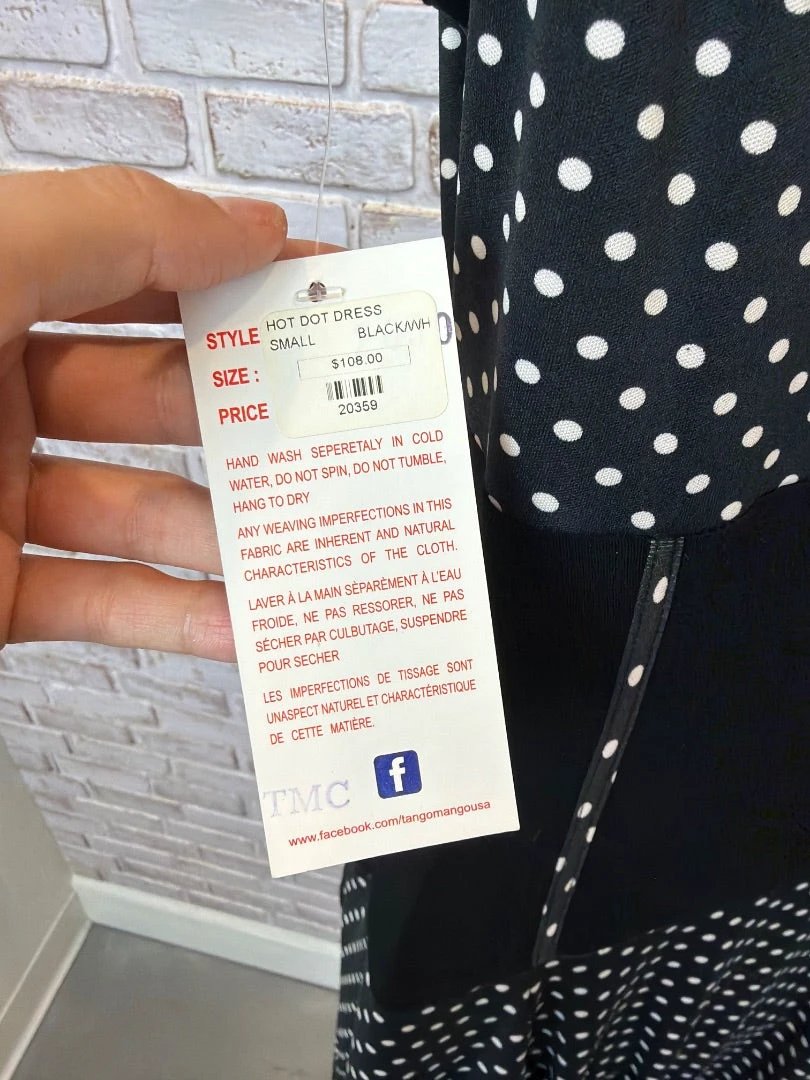 STYLE
HOT DOT DRESS
SMALL BLACK/WH
SIZE :
$108.00
PRICE
20359
HAND WASH SEPERETALY IN COLD
WATER, DO NOT SPIN, DO NOT TUMBLE,
HANG TO DRY
ANY WEAVING IMPERFECTIONS IN THIS
FABRIC ARE INHERENT AND NATURAL
CHARACTERISTICS OF THE CLOTH.
LAVER À LA MAIN SÈPARÈMENT À L'EAU
FROIDE, NE PAS RESSORER, NE PAS
SÉCHER PAR CULBUTAGE, SUSPENDRE
POUR SECHER
LES IMPERFECTIONS DE TISSAGE SONT
UNASPECT NATUREL ET CHARACTÉRISTIQUE
DE CETTE MATIÈRE.
f
TMC
www.facebook.com/tangomangousa